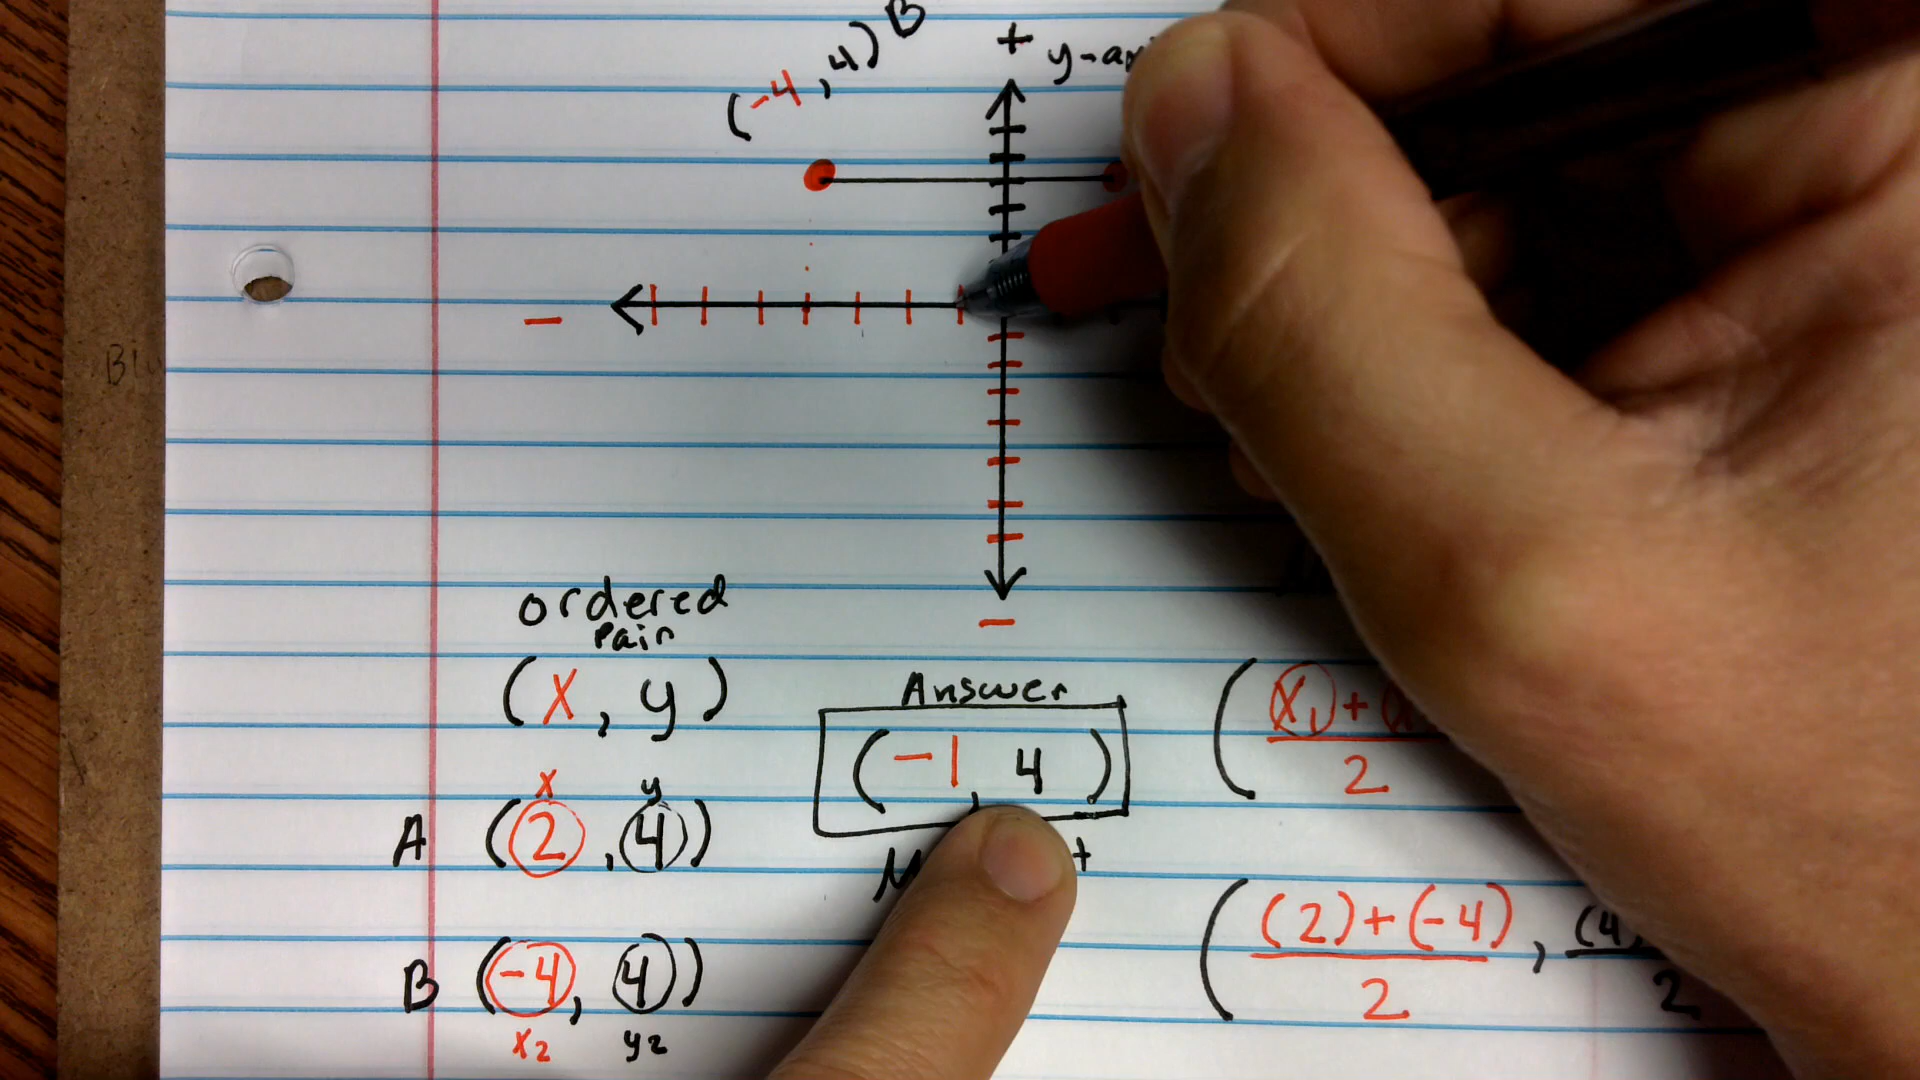 (-4, 4) B
+
y-a
-
-
ordered
pair
(x, y)
x y
A (2, 4)
B (-4, 4)
x2 y2
Answer
(-1, 4)
(x1 +
2
((2)+(-4), (4)
2 2